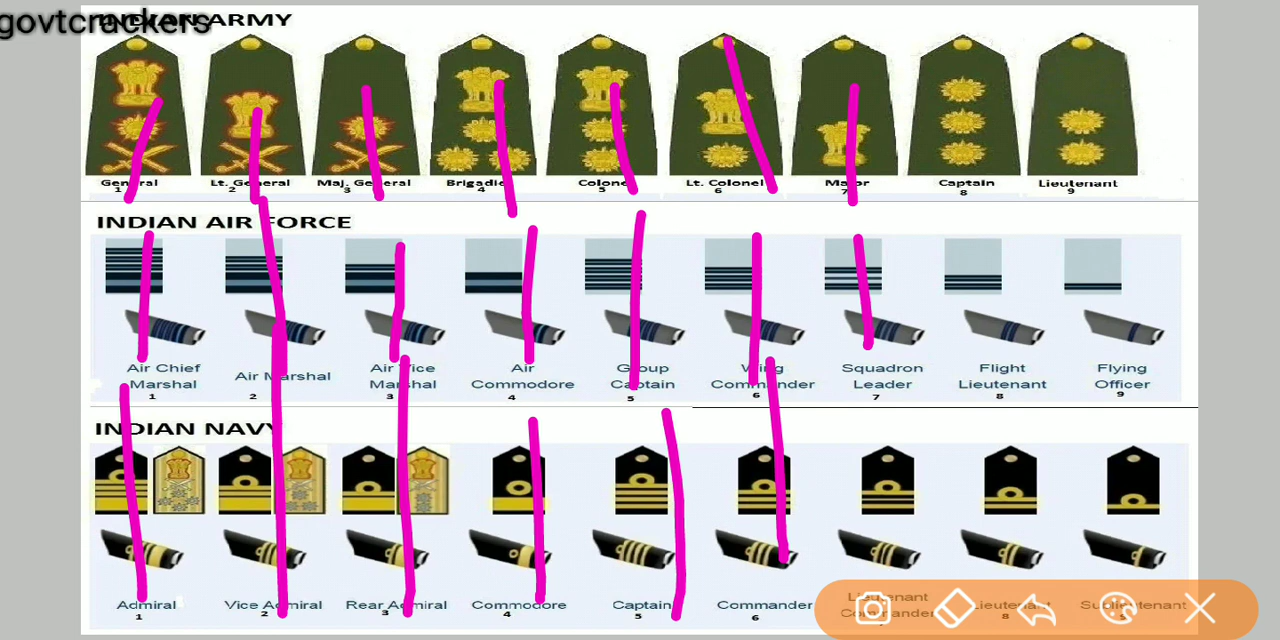 govtcrackers
INDIAN ARMY
General Lt. General Maj. General Brigadier Colonel Lt. Colonel Major Captain Lieutenant
1 2 3 4 5 6 7 8 9
INDIAN AIR FORCE
Air Chief Marshal Air Marshal Air Vice Marshal Air Commodore Group Captain Wing Commander Squadron Leader Flight Lieutenant Flying Officer
1 2 3 4 5 6 7 8 9
INDIAN NAVY
Admiral Vice Admiral Rear Admiral Commodore Captain Commander Lieutenant Commander Lieutenant Sublieutenant
1 2 3 4 5 6 8